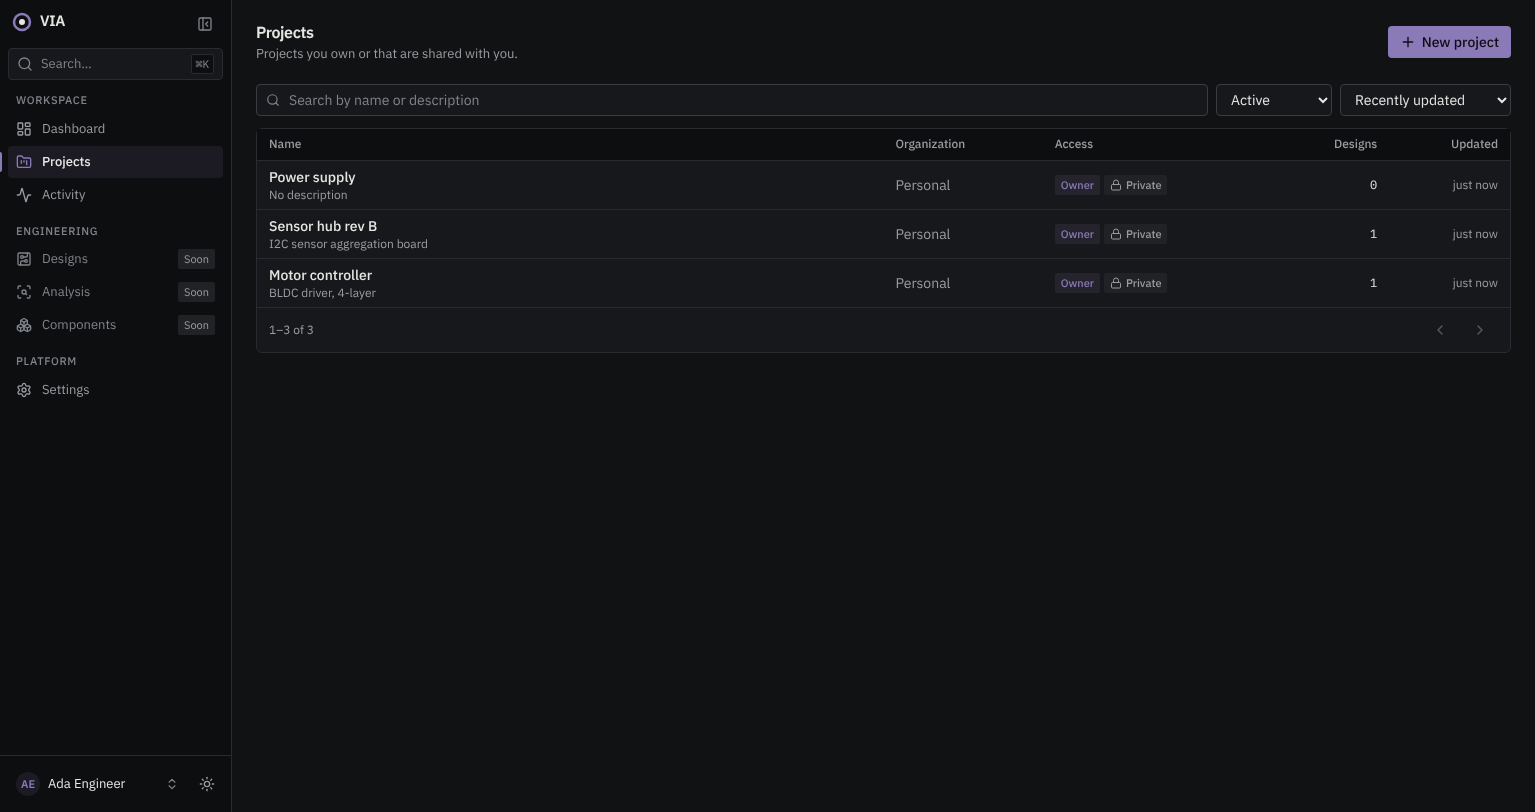 VIA
Search...
⌘K
WORKSPACE
Dashboard
Projects
Activity
ENGINEERING
Designs Soon
Analysis Soon
Components Soon
PLATFORM
Settings
AE Ada Engineer
Projects
Projects you own or that are shared with you.
New project
Search by name or description
Active
Recently updated
Name Organization Access Designs Updated
Power supply
No description
Personal Owner Private 0 just now
Sensor hub rev B
I2C sensor aggregation board
Personal Owner Private 1 just now
Motor controller
BLDC driver, 4-layer
Personal Owner Private 1 just now
1–3 of 3